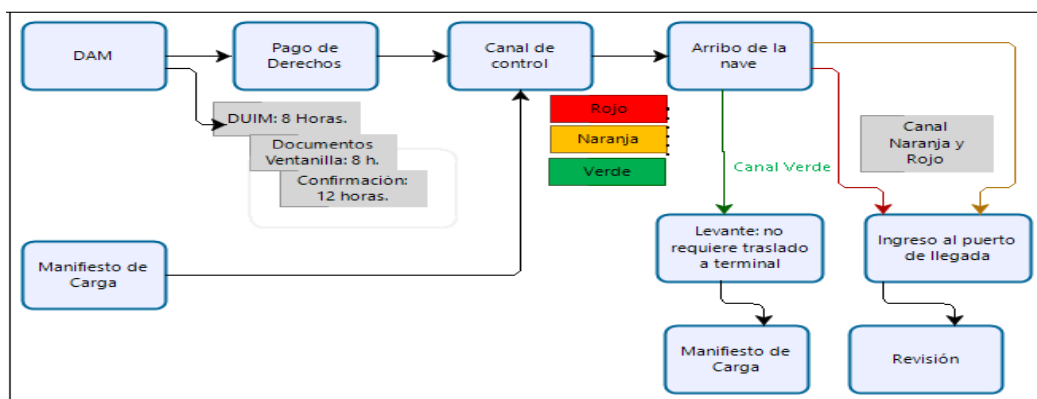 DAM
Pago de
Derechos
Canal de
control
Arribo de la
nave
DUIM: 8 Horas.
Documentos
Ventanilla: 8 h.
Confirmación:
12 horas.
Rojo
Naranja
Verde
Canal Verde
Canal
Naranja y
Rojo
Manifiesto de
Carga
Levante: no
requiere traslado
a terminal
Ingreso al puerto
de llegada
Manifiesto de
Carga
Revisión